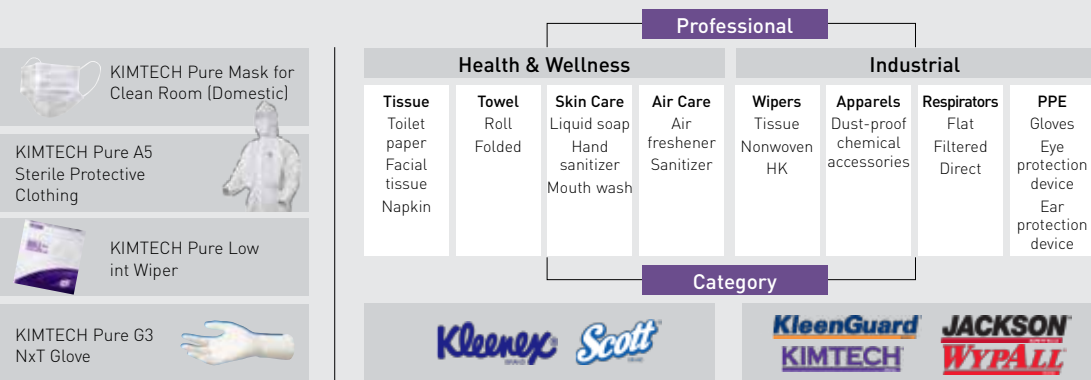 KIMTECH Pure Mask for
Clean Room (Domestic)
KIMTECH Pure A5
Sterile Protective
Clothing
KIMTECH Pure Low
int Wiper
KIMTECH Pure G3
NxT Glove
Professional
Health & Wellness
Industrial
Tissue
Toilet
paper
Facial
tissue
Napkin
Towel
Roll
Folded
Skin Care
Liquid soap
Hand
sanitizer
Mouth wash
Air Care
Air
freshener
Sanitizer
Wipers
Tissue
Nonwoven
HK
Apparels
Dust-proof
chemical
accessories
Respirators
Flat
Filtered
Direct
PPE
Gloves
Eye
protection
device
Ear
protection
device
Category
Kleenex
Scott
KleenGuard
KIMTECH
JACKSON
WYPALL